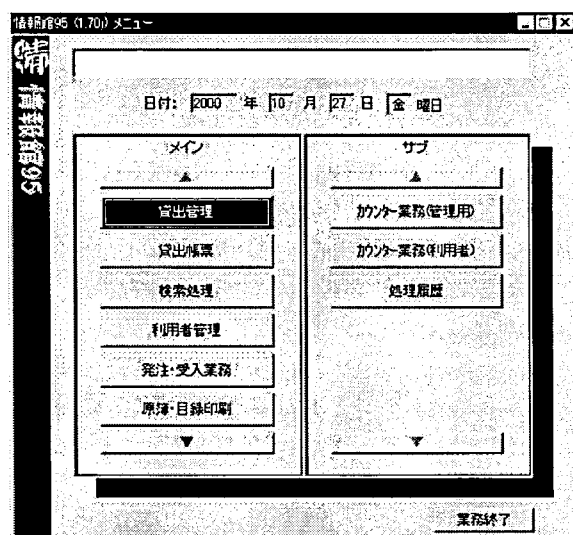 情報館95 (1.70j) メニュー
情報館95
日付: 2000 年 10 月 27 日 金 曜日
メイン
サブ
貸出管理
カウンター業務(管理用)
貸出帳票
カウンター業務(利用者)
検索処理
処理履歴
利用者管理
発注・受入業務
原簿・目録印刷
業務終了